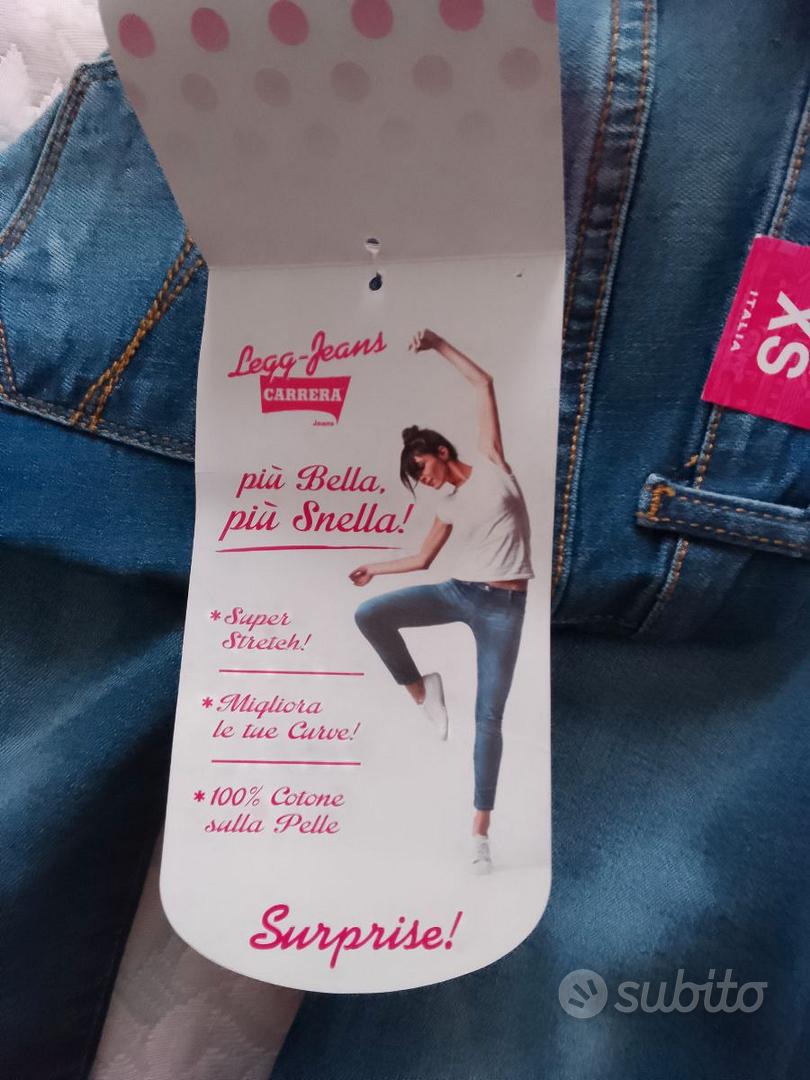 Legg-Jeans
CARRERA
Jeans
più Bella,
più Snella!
*Super
Stretch!
*Migliora
le tue Curve!
*100% Cotone
sulla Pelle
Surprise!
XS
ITALIA
subito